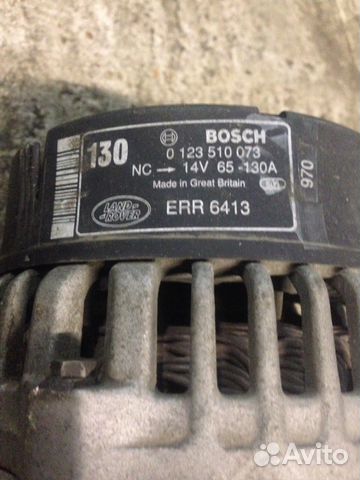 130
BOSCH
0 123 510 073
NC → 14V 65-130A
Made in Great Britain
LAND-
ROVER
ERR 6413
970
Avito